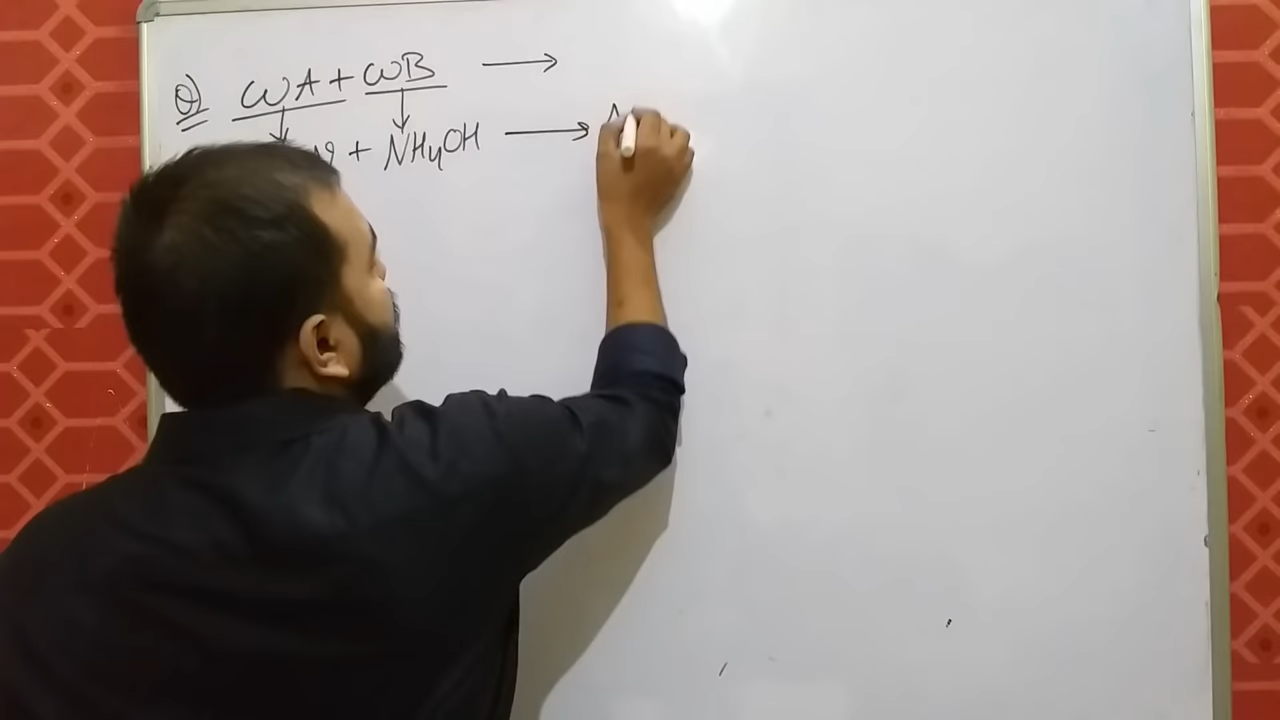 Q) WA + WB →
+ NH4OH →